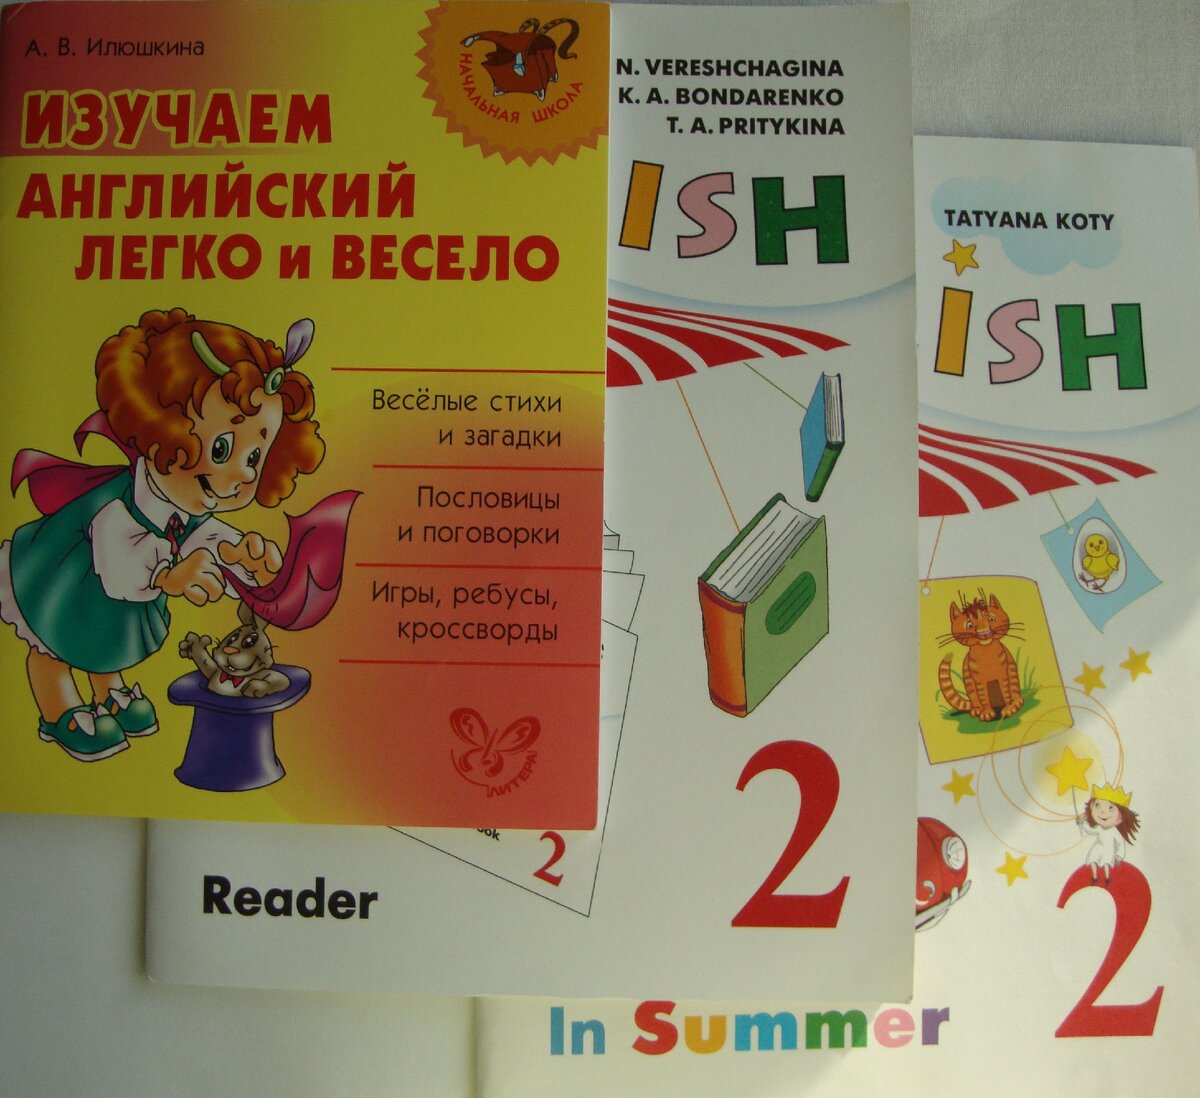 А. В. Илюшкина
НАЧАЛЬНАЯ ШКОЛА
ИЗУЧАЕМ
АНГЛИЙСКИЙ
ЛЕГКО и ВЕСЕЛО
Весёлые стихи
и загадки
Пословицы
и поговорки
Игры, ребусы,
кроссворды
ЛИТЕРА
N. VERESHCHAGINA
K. A. BONDARENKO
T. A. PRITYKINA
ISH
2
2
Reader
TATYANA KOTY
ISH
2
In Summer